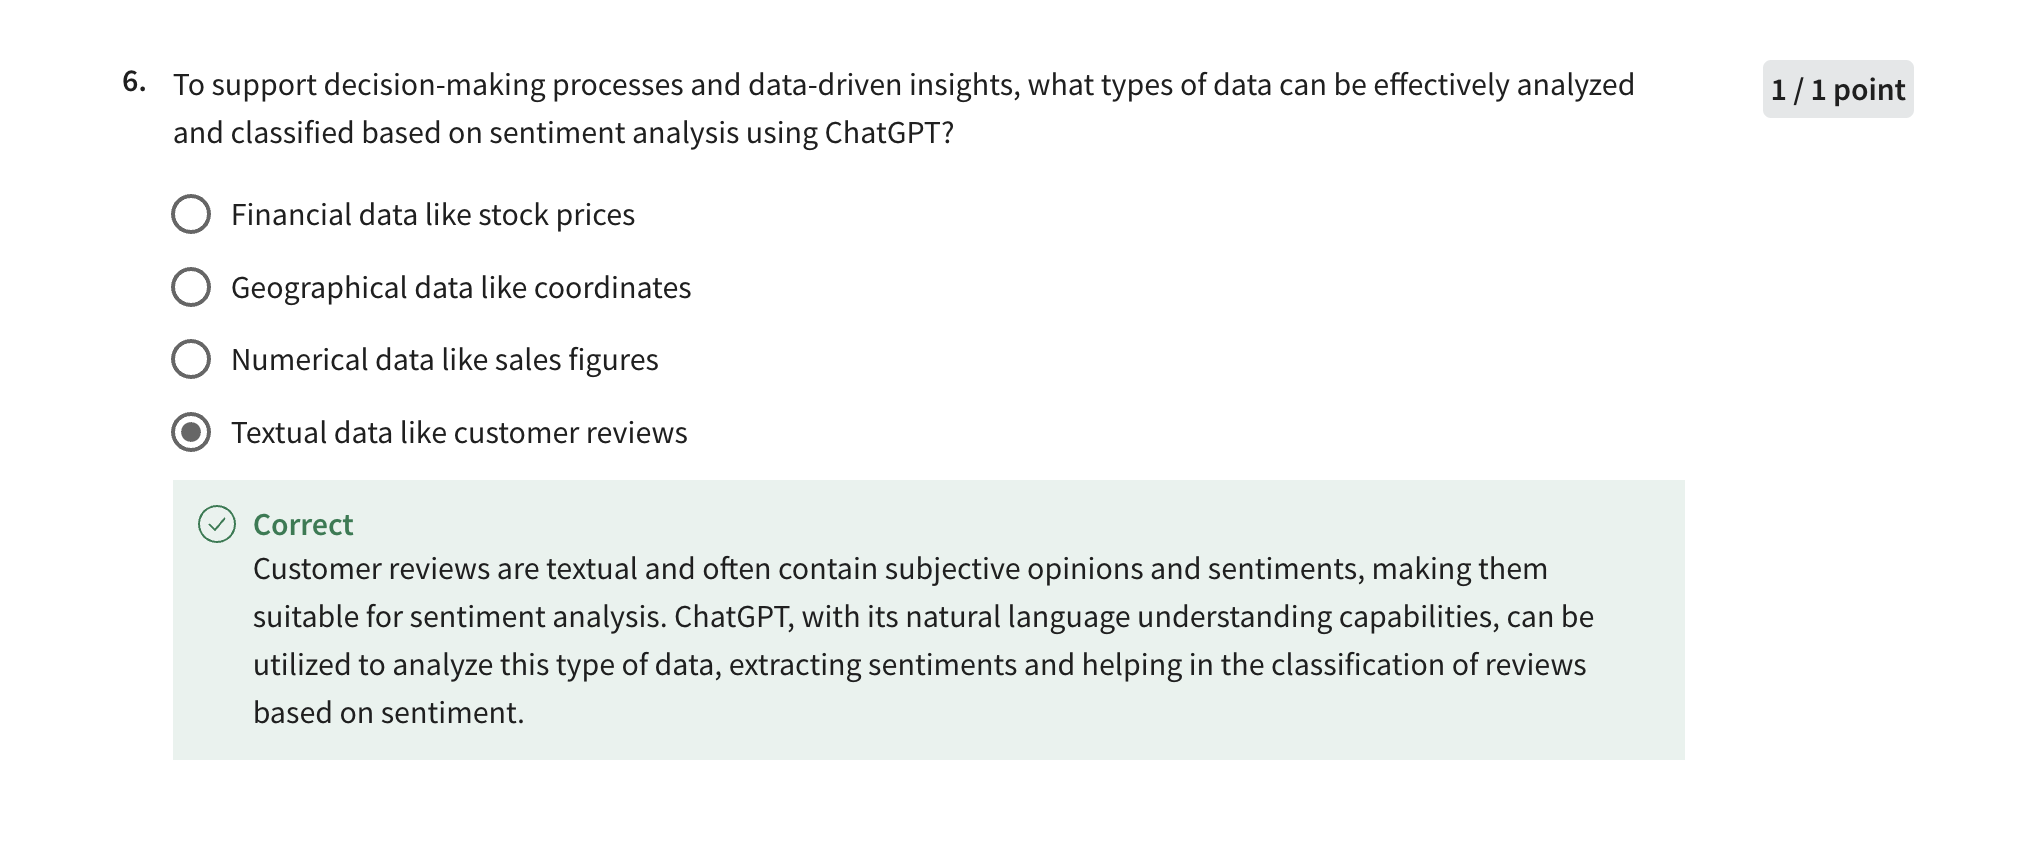 6.
To support decision-making processes and data-driven insights, what types of data can be effectively analyzed
and classified based on sentiment analysis using ChatGPT?
1 / 1 point
Financial data like stock prices
Geographical data like coordinates
Numerical data like sales figures
Textual data like customer reviews
Correct
Customer reviews are textual and often contain subjective opinions and sentiments, making them
suitable for sentiment analysis. ChatGPT, with its natural language understanding capabilities, can be
utilized to analyze this type of data, extracting sentiments and helping in the classification of reviews
based on sentiment.